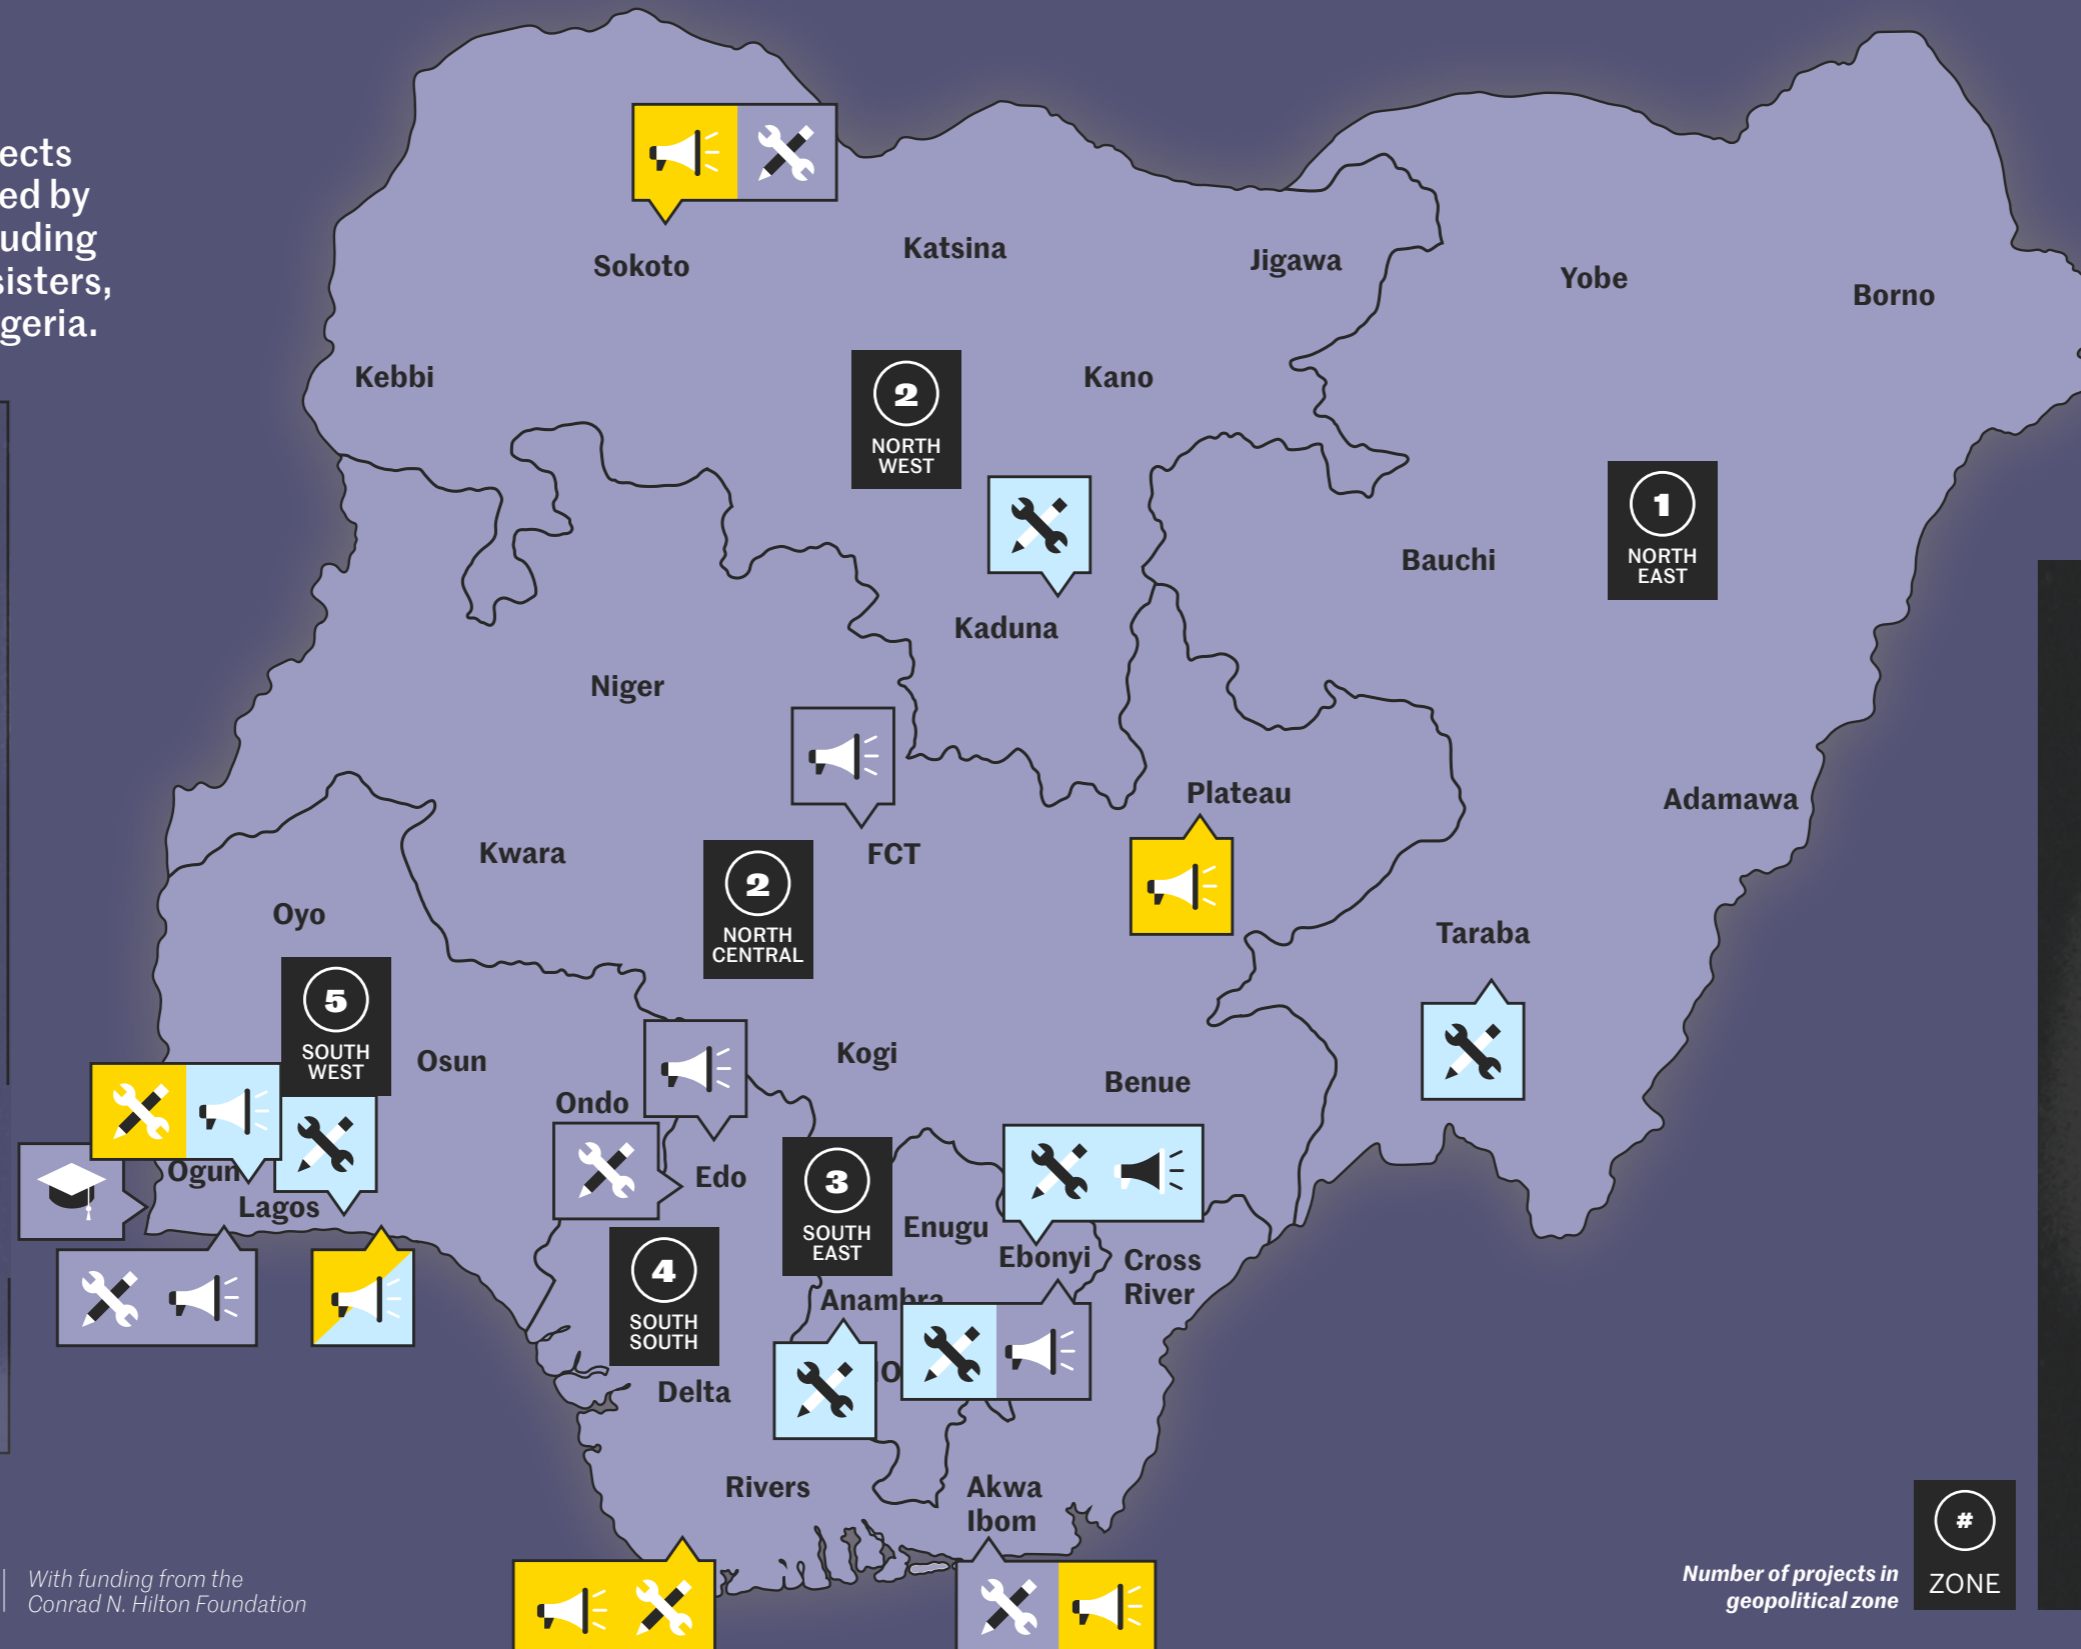 ects
ed by
uding
sisters,
geria.
Sokoto
Katsina
Jigawa
Yobe
Borno
Kebbi
Kano
2
NORTH
WEST
1
NORTH
EAST
Bauchi
Kaduna
Niger
Plateau
Adamawa
Kwara
FCT
2
NORTH
CENTRAL
Oyo
Taraba
5
SOUTH
WEST
Osun
Kogi
Benue
Ondo
Ogun
Lagos
Edo
3
SOUTH
EAST
Enugu
Ebonyi
Cross
River
4
SOUTH
SOUTH
Anambra
Delta
Rivers
Akwa
Ibom
With funding from the
Conrad N. Hilton Foundation
Number of projects in
geopolitical zone
#
ZONE